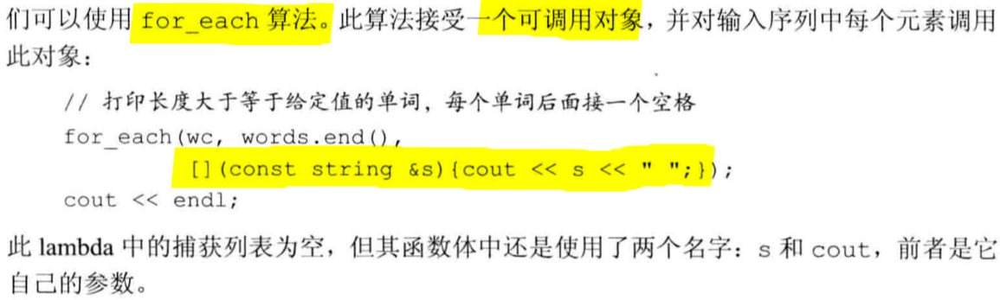 们可以使用 for_each 算法。此算法接受一个可调用对象，并对输入序列中每个元素调用
此对象：
// 打印长度大于等于给定值的单词，每个单词后面接一个空格
for_each(wc, words.end(),
[](const string &s){cout << s << " ";});
cout << endl;
此 lambda 中的捕获列表为空，但其函数体中还是使用了两个名字：s 和 cout，前者是它
自己的参数。